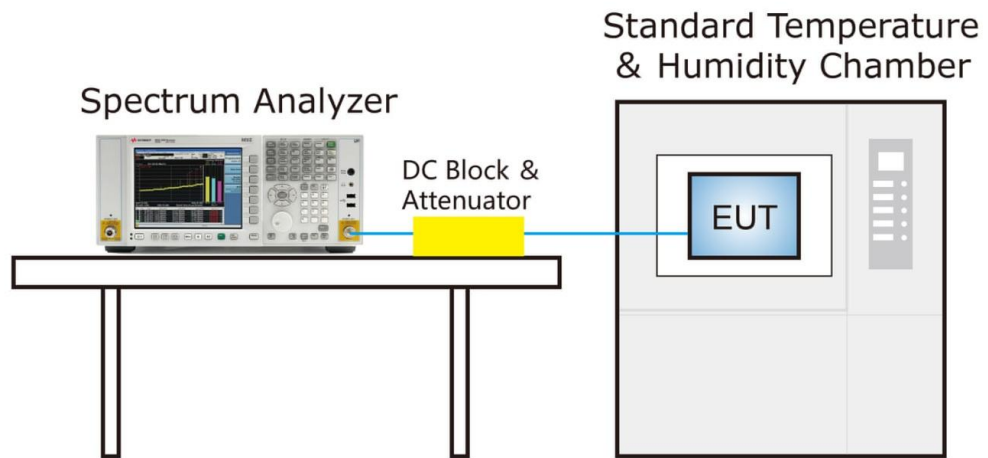 Standard Temperature
& Humidity Chamber
Spectrum Analyzer
DC Block &
Attenuator
EUT